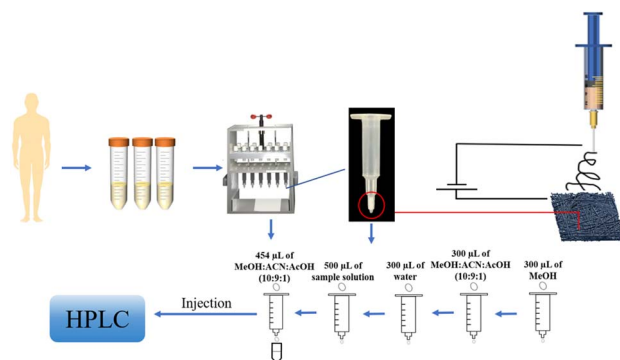 454 µL of
MeOH:ACN:AcOH
(10:9:1)
500 µL of
sample solution
300 µL of
water
300 µL of
MeOH:ACN:AcOH
(10:9:1)
300 µL of
MeOH
Injection
HPLC